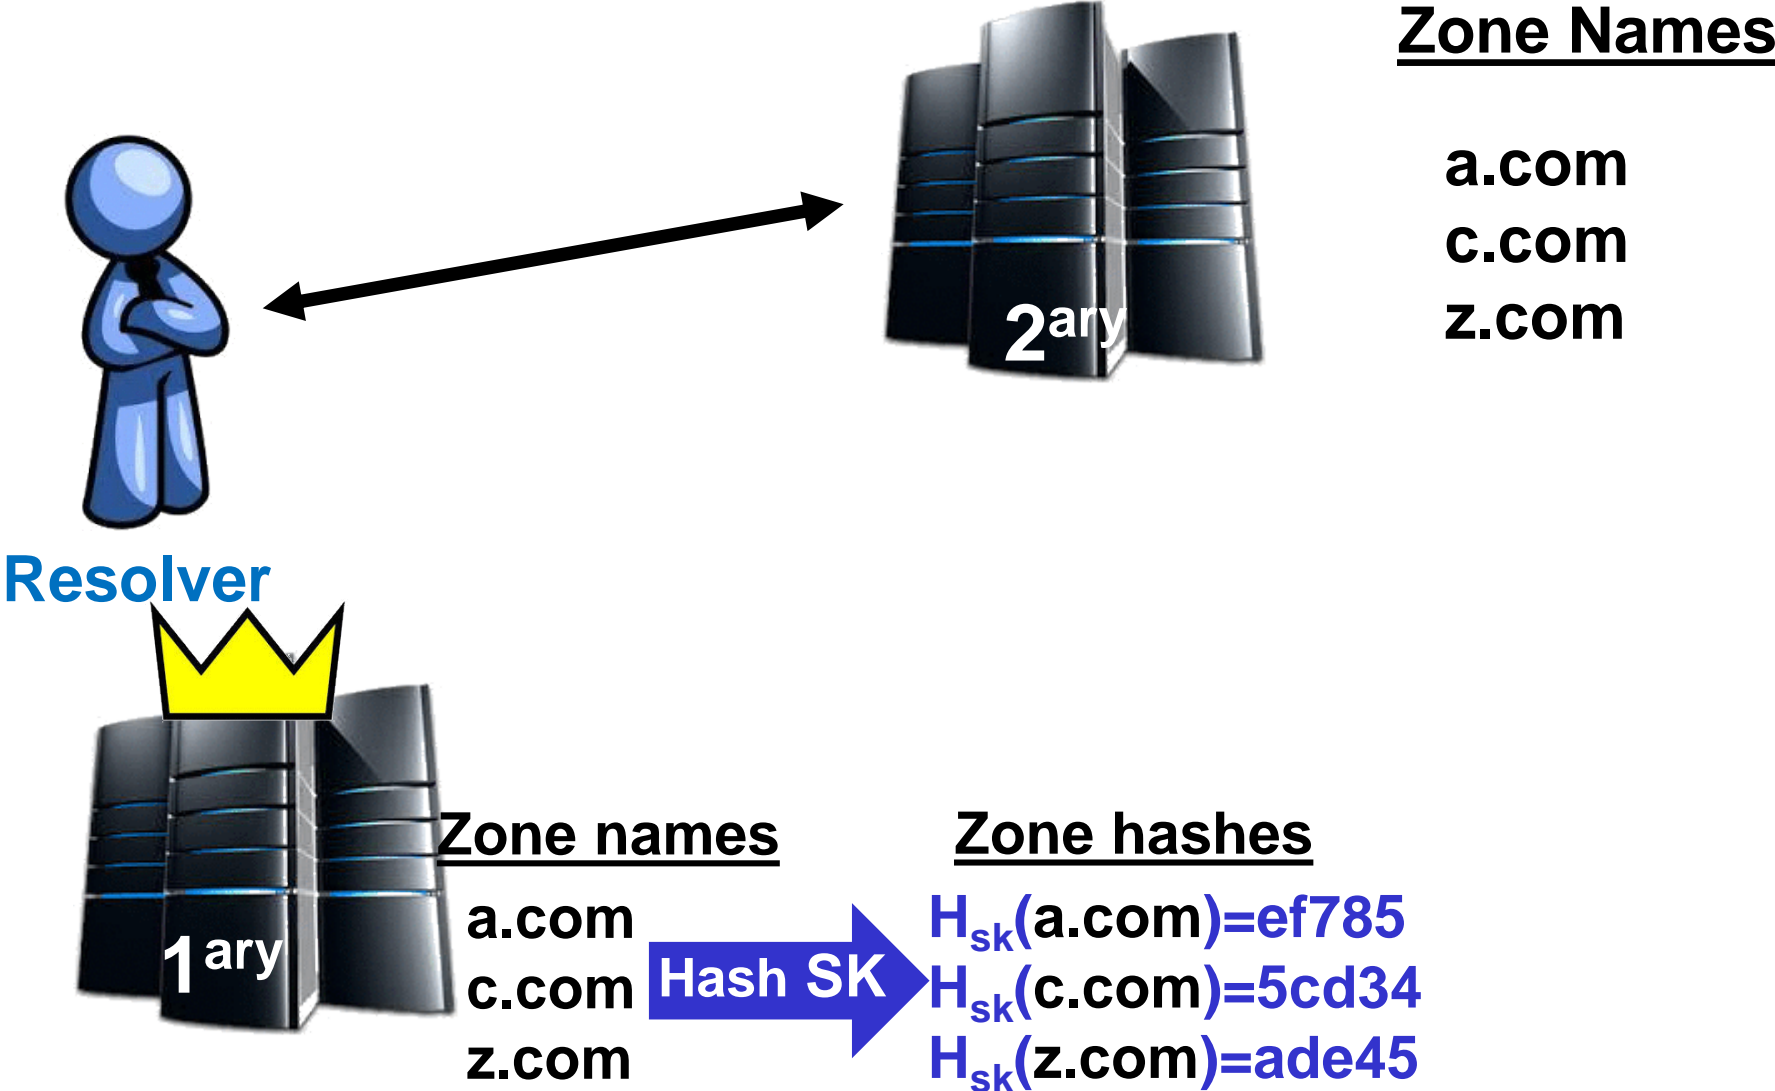 Zone Names
a.com
c.com
z.com
2ary
Resolver
1ary
Zone names
a.com
c.com
z.com
Hash SK
Zone hashes
Hsk(a.com)=ef785
Hsk(c.com)=5cd34
Hsk(z.com)=ade45